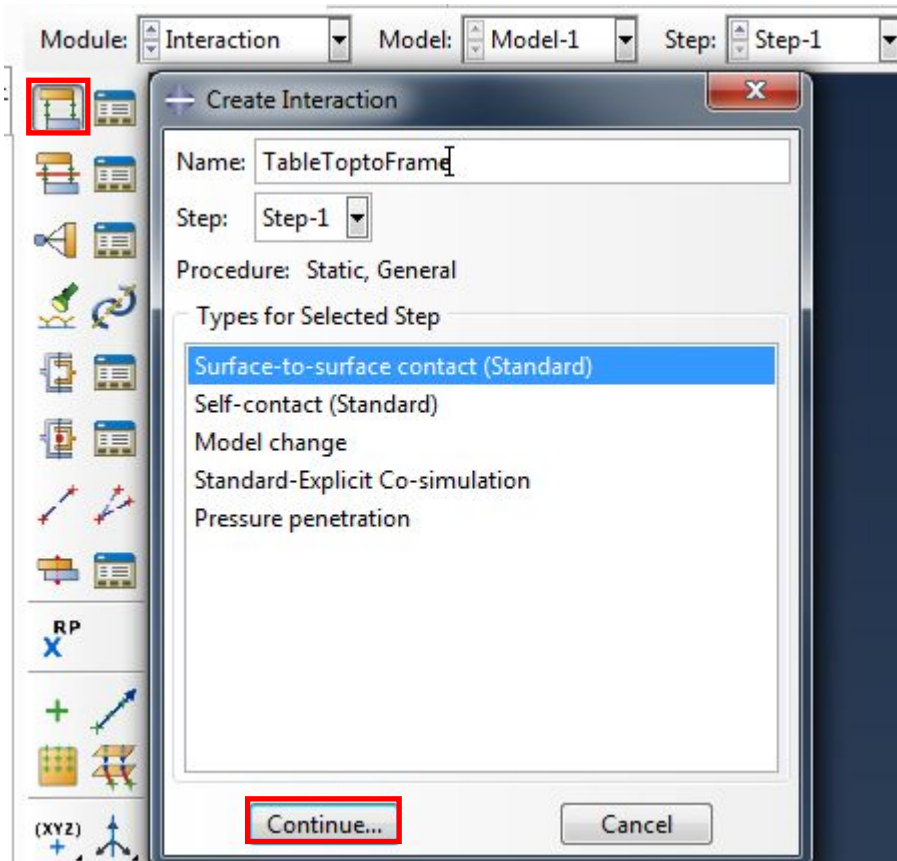 Module: Interaction Model: Model-1 Step: Step-1
Create Interaction
Name: TableToptoFrame
Step: Step-1
Procedure: Static, General
Types for Selected Step
Surface-to-surface contact (Standard)
Self-contact (Standard)
Model change
Standard-Explicit Co-simulation
Pressure penetration
RP
(XYZ)
Continue... Cancel